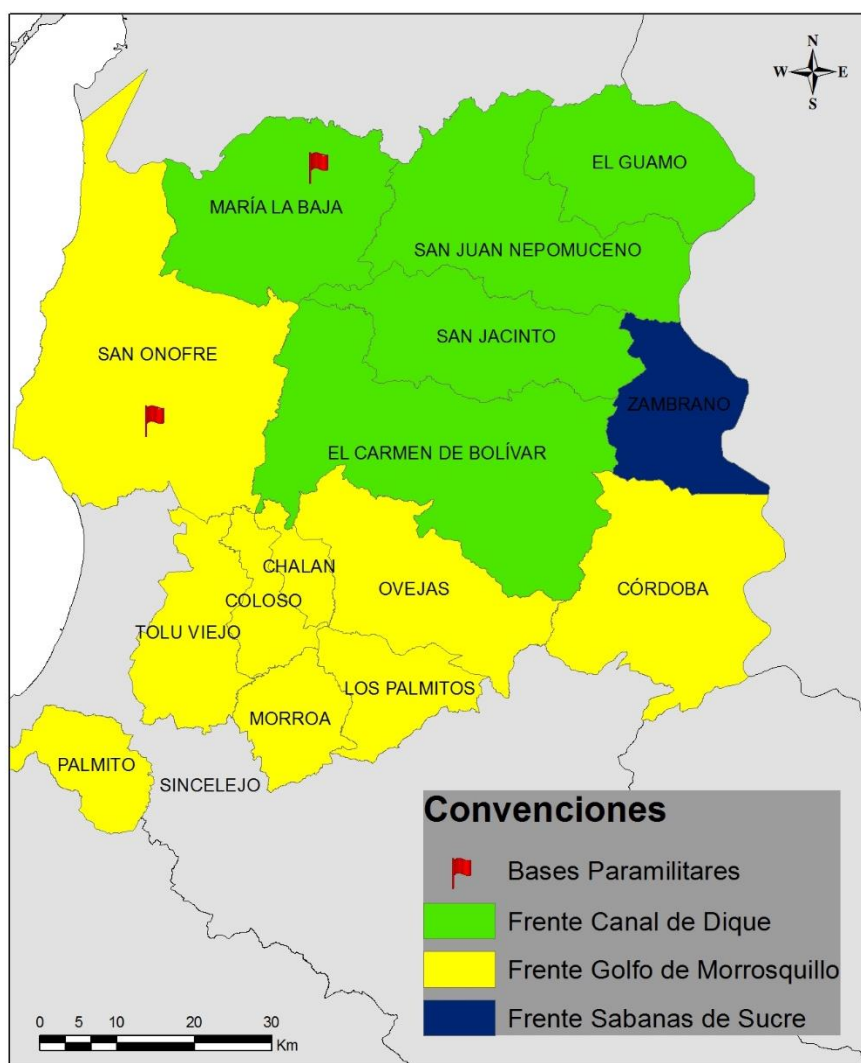 N
W E
S
EL GUAMO
MARÍA LA BAJA
SAN JUAN NEPOMUCENO
SAN JACINTO
SAN ONOFRE
ZAMBRANO
EL CARMEN DE BOLÍVAR
CHALAN
OVEJAS
CÓRDOBA
COLOSO
TOLU VIEJO
LOS PALMITOS
MORROA
PALMITO
SINCELEJO
Convenciones
Bases Paramilitares
Frente Canal de Dique
Frente Golfo de Morrosquillo
Frente Sabanas de Sucre
0 5 10 20 30
Km